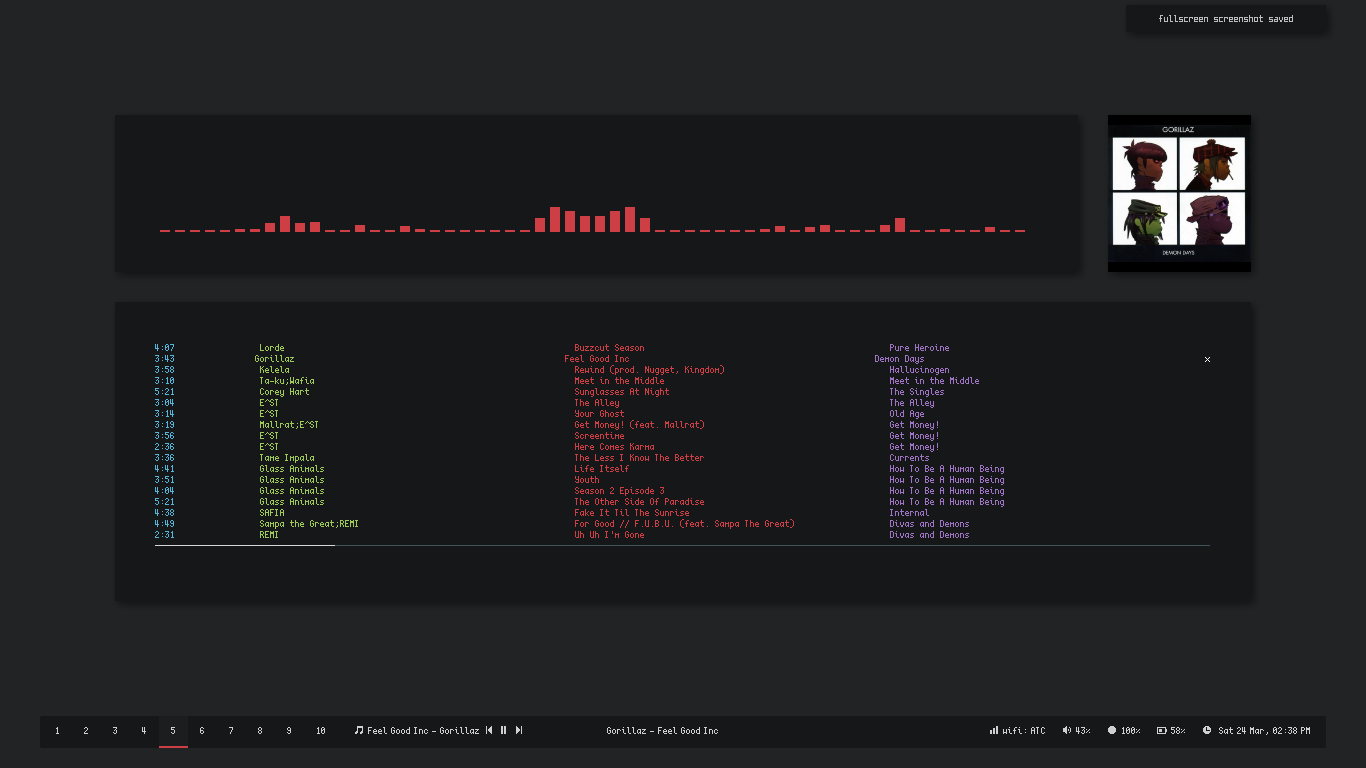 fullscreen screenshot saved
GORILLAZ
DEMON DAYS
4:07 Lorde Buzzcut Season Pure Heroine
3:43 Gorillaz Feel Good Inc Demon Days
3:58 Kelela Rewind (prod. Nugget, Kingdom) Hallucinogen
3:10 Ta-ku;Wafia Meet in the Middle Meet in the Middle
5:21 Corey Hart Sunglasses At Night The Singles
3:04 E^ST The Alley The Alley
3:14 E^ST Your Ghost Old Age
3:19 Mallrat;E^ST Get Money! (feat. Mallrat) Get Money!
3:56 E^ST Screentime Get Money!
2:36 E^ST Here Comes Karma Get Money!
3:36 Tame Impala The Less I Know The Better Currents
4:41 Glass Animals Life Itself How To Be A Human Being
3:51 Glass Animals Youth How To Be A Human Being
4:04 Glass Animals Season 2 Episode 3 How To Be A Human Being
5:21 Glass Animals The Other Side Of Paradise How To Be A Human Being
4:38 SAFIA Fake It Til The Sunrise Internal
4:49 Sampa the Great;REMI For Good // F.U.B.U. (feat. Sampa The Great) Divas and Demons
2:31 REMI Uh Uh I'm Gone Divas and Demons
1 2 3 4 5 6 7 8 9 10 Feel Good Inc - Gorillaz Gorillaz - Feel Good Inc wifi: ATC 43% 100% 58% Sat 24 Mar, 02:38 PM